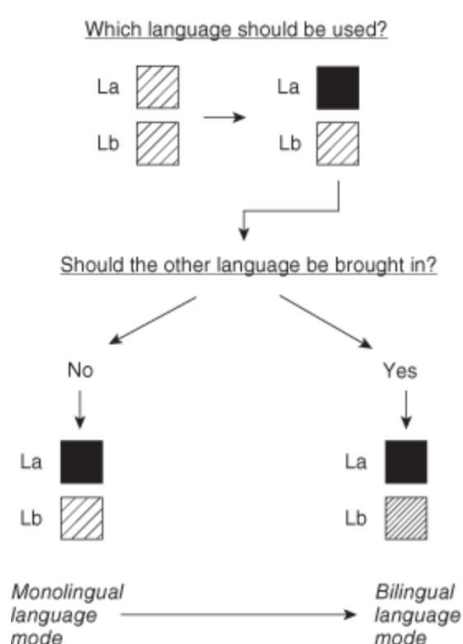 Which language should be used?
La La
Lb Lb
Should the other language be brought in?
No Yes
La La
Lb Lb
Monolingual Bilingual
language language
mode mode